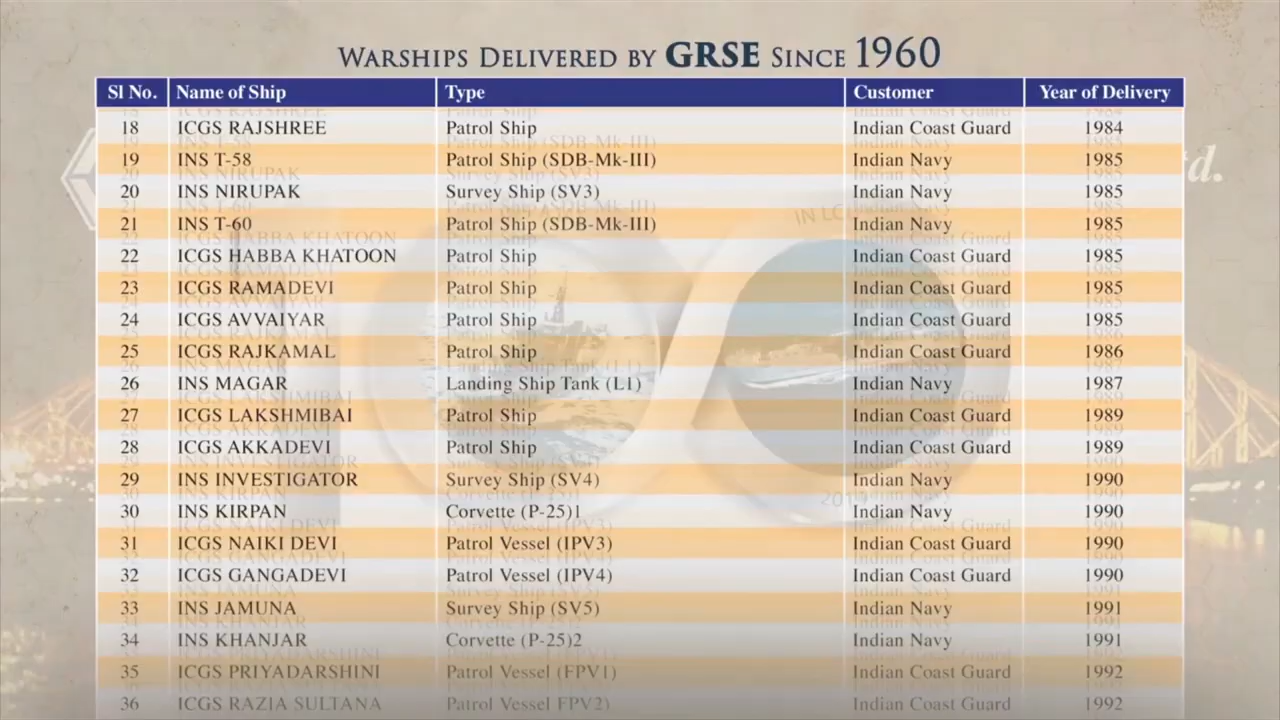 WARSHIPS DELIVERED BY GRSE SINCE 1960
Sl No. Name of Ship Type Customer Year of Delivery
18 ICGS RAJSHREE Patrol Ship Indian Coast Guard 1984
19 INS T-58 Patrol Ship (SDB-Mk-III) Indian Navy 1985
20 INS NIRUPAK Survey Ship (SV3) Indian Navy 1985
21 INS T-60 Patrol Ship (SDB-Mk-III) Indian Navy 1985
22 ICGS HABBA KHATOON Patrol Ship Indian Coast Guard 1985
23 ICGS RAMADEVI Patrol Ship Indian Coast Guard 1985
24 ICGS AVVAIYAR Patrol Ship Indian Coast Guard 1985
25 ICGS RAJKAMAL Patrol Ship Indian Coast Guard 1986
26 INS MAGAR Landing Ship Tank (L1) Indian Navy 1987
27 ICGS LAKSHMIBAI Patrol Ship Indian Coast Guard 1989
28 ICGS AKKADEVI Patrol Ship Indian Coast Guard 1989
29 INS INVESTIGATOR Survey Ship (SV4) Indian Navy 1990
30 INS KIRPAN Corvette (P-25)1 Indian Navy 1990
31 ICGS NAIKI DEVI Patrol Vessel (IPV3) Indian Coast Guard 1990
32 ICGS GANGADEVI Patrol Vessel (IPV4) Indian Coast Guard 1990
33 INS JAMUNA Survey Ship (SV5) Indian Navy 1991
34 INS KHANJAR Corvette (P-25)2 Indian Navy 1991
35 ICGS PRIYADARSHINI Patrol Vessel (FPV1) Indian Coast Guard 1992
36 ICGS RAZIA SULTANA Patrol Vessel FPV2) Indian Coast Guard 1992